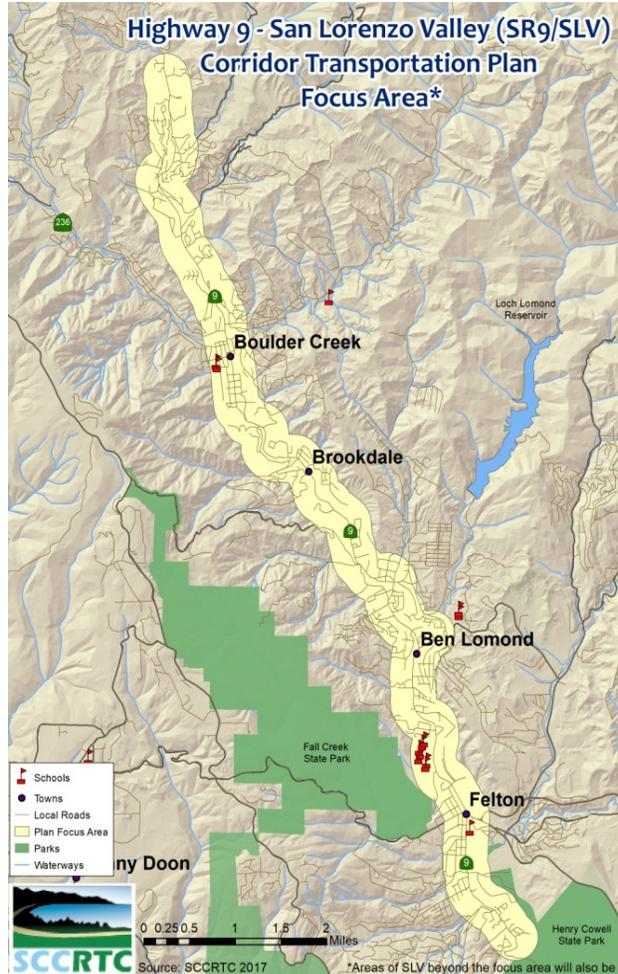 Highway 9 - San Lorenzo Valley (SR9/SLV)
Corridor Transportation Plan
Focus Area*
236
9
Loch Lomond
Reservoir
Boulder Creek
Brookdale
9
Ben Lomond
Fall Creek
State Park
Felton
9
Schools
Towns
Local Roads
Plan Focus Area
Parks
Waterways
ny Doon
Henry Cowell
State Park
0 0.25 0.5 1 1.5 2
Miles
SCCRTC
Source: SCCRTC 2017
*Areas of SLV beyond the focus area will also be